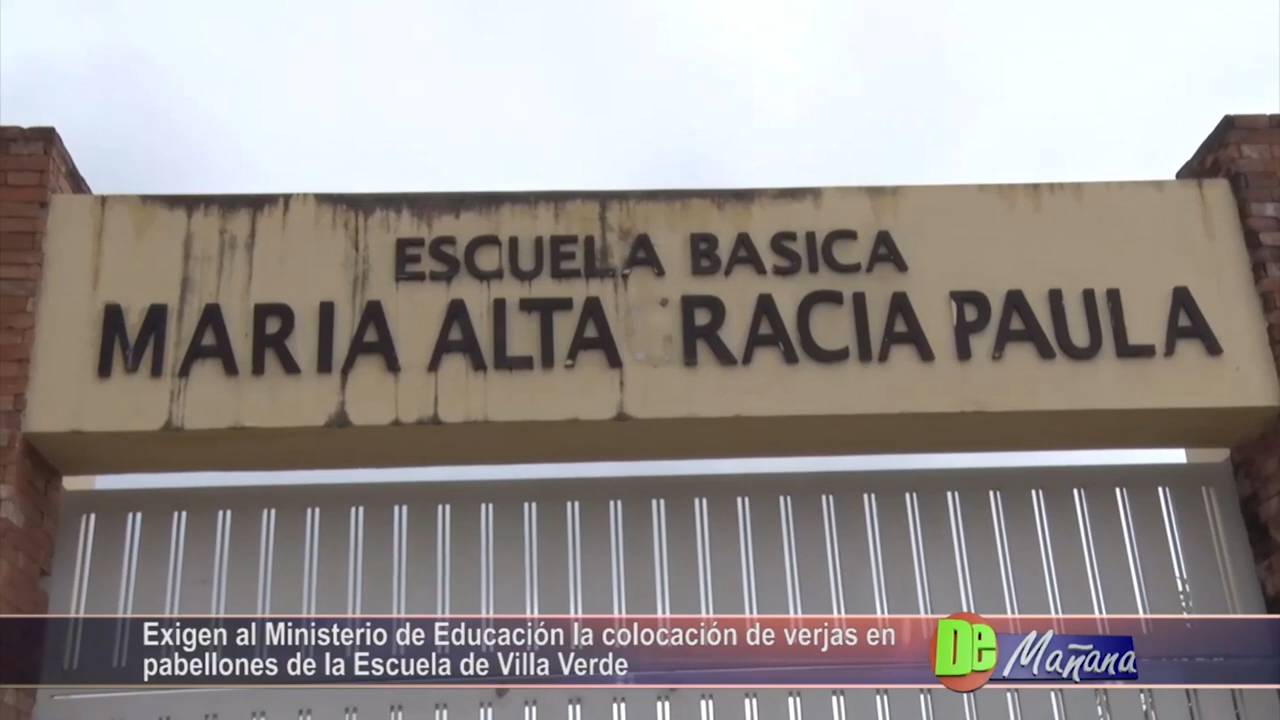 ESCUELA BASICA
MARIA ALTA RACIA PAULA
Exigen al Ministerio de Educación la colocación de verjas en
pabellones de la Escuela de Villa Verde
De Mañana